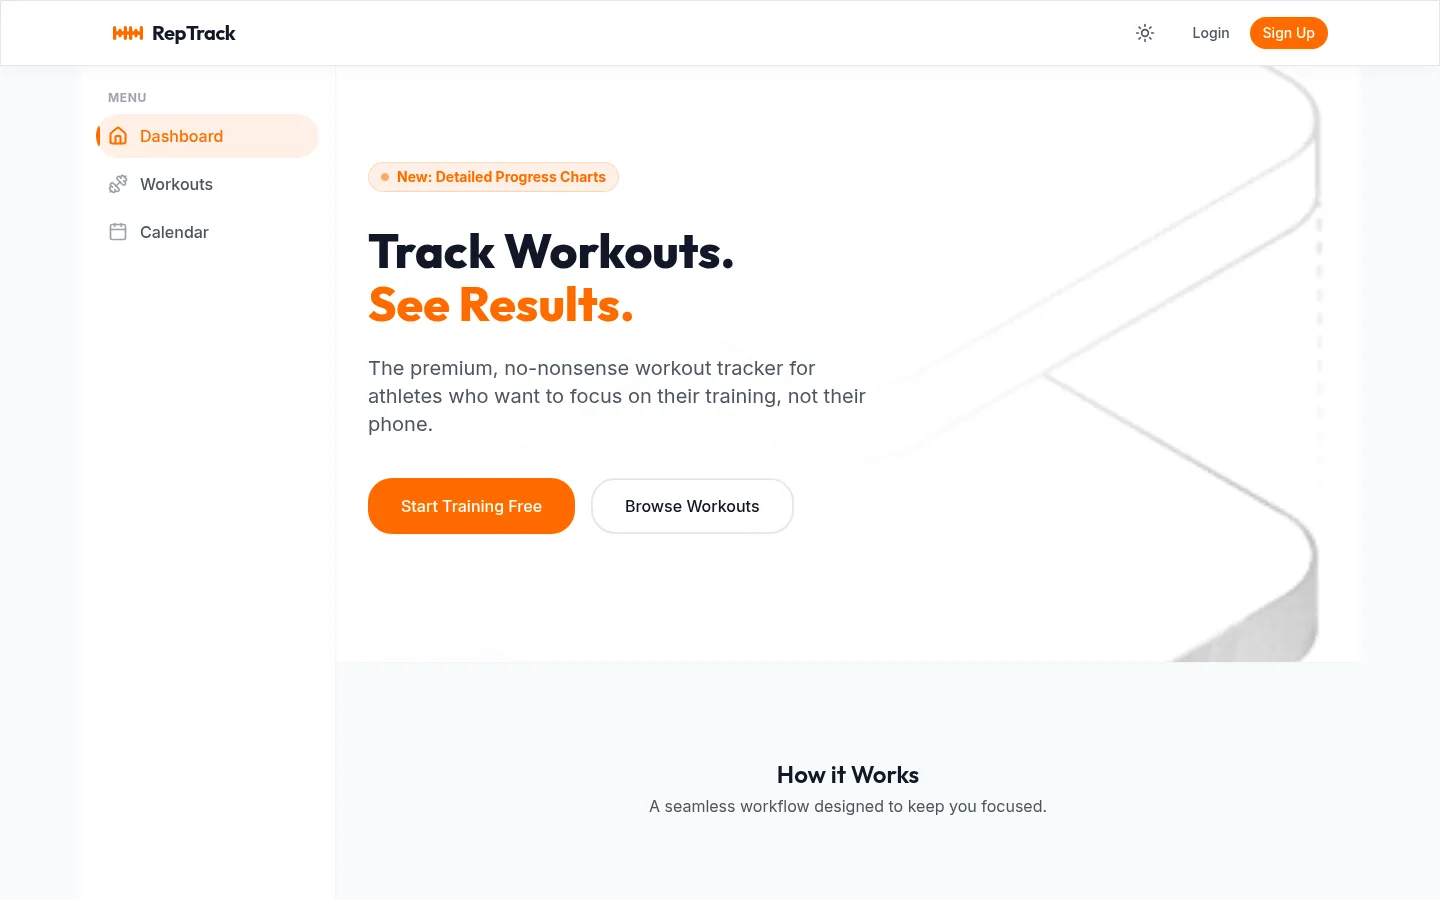 RepTrack
Login
Sign Up
MENU
Dashboard
Workouts
Calendar
New: Detailed Progress Charts
Track Workouts.
See Results.
The premium, no-nonsense workout tracker for
athletes who want to focus on their training, not their
phone.
Start Training Free
Browse Workouts
How it Works
A seamless workflow designed to keep you focused.